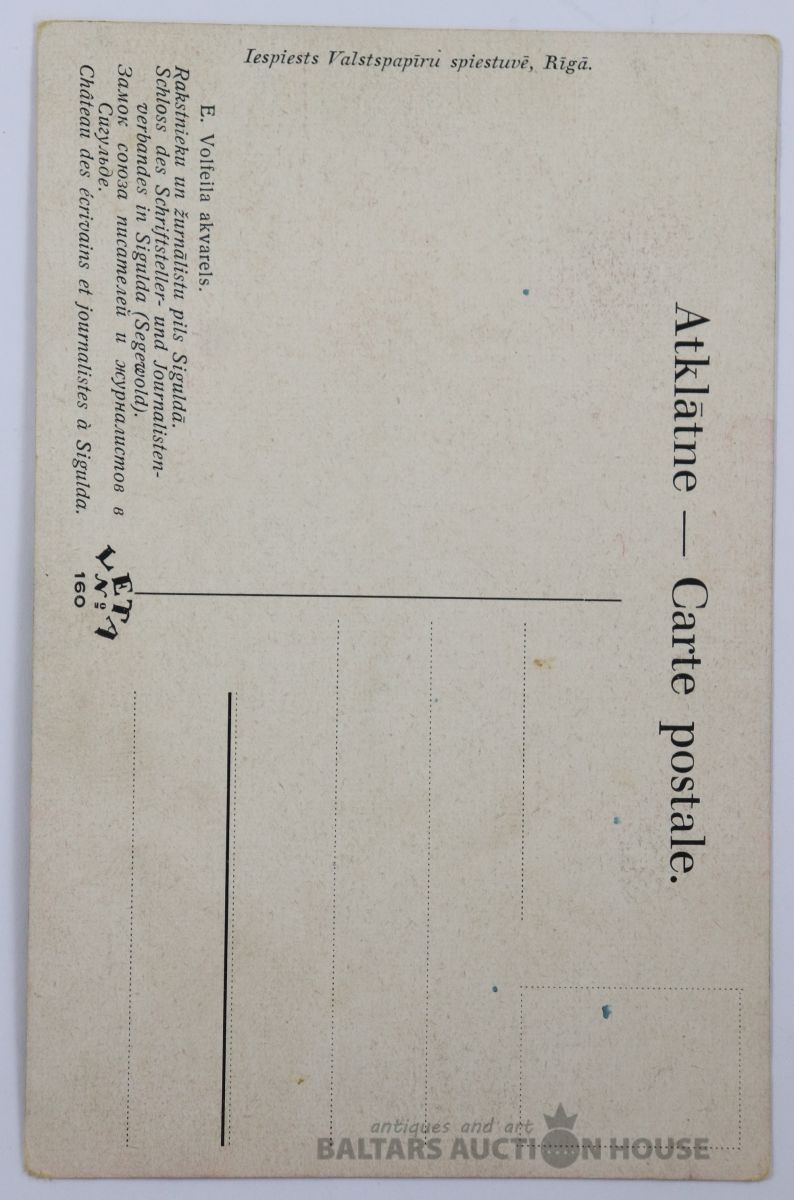 Iespiests Valstspapīru spiestuvē, Rīgā.
Atklātne — Carte postale.
E. Volfeila akvarels.
Rakstnieku un žurnālistu pils Siguldā.
Schloss des Schriftsteller- und Journalisten-
verbandes in Sigulda (Segewold).
Замок союза писателей и журналистов в
Сигульде.
Château des écrivains et journalistes à Sigulda.
LETA
№
160
antiques and art
BALTARS AUCTION HOUSE